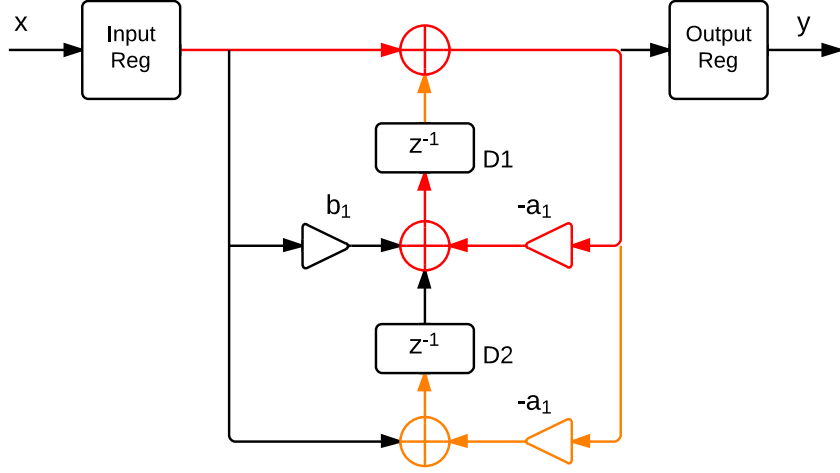 x
Input
Reg
Output
Reg
y
z⁻¹
D1
b₁
-a₁
z⁻¹
D2
-a₁